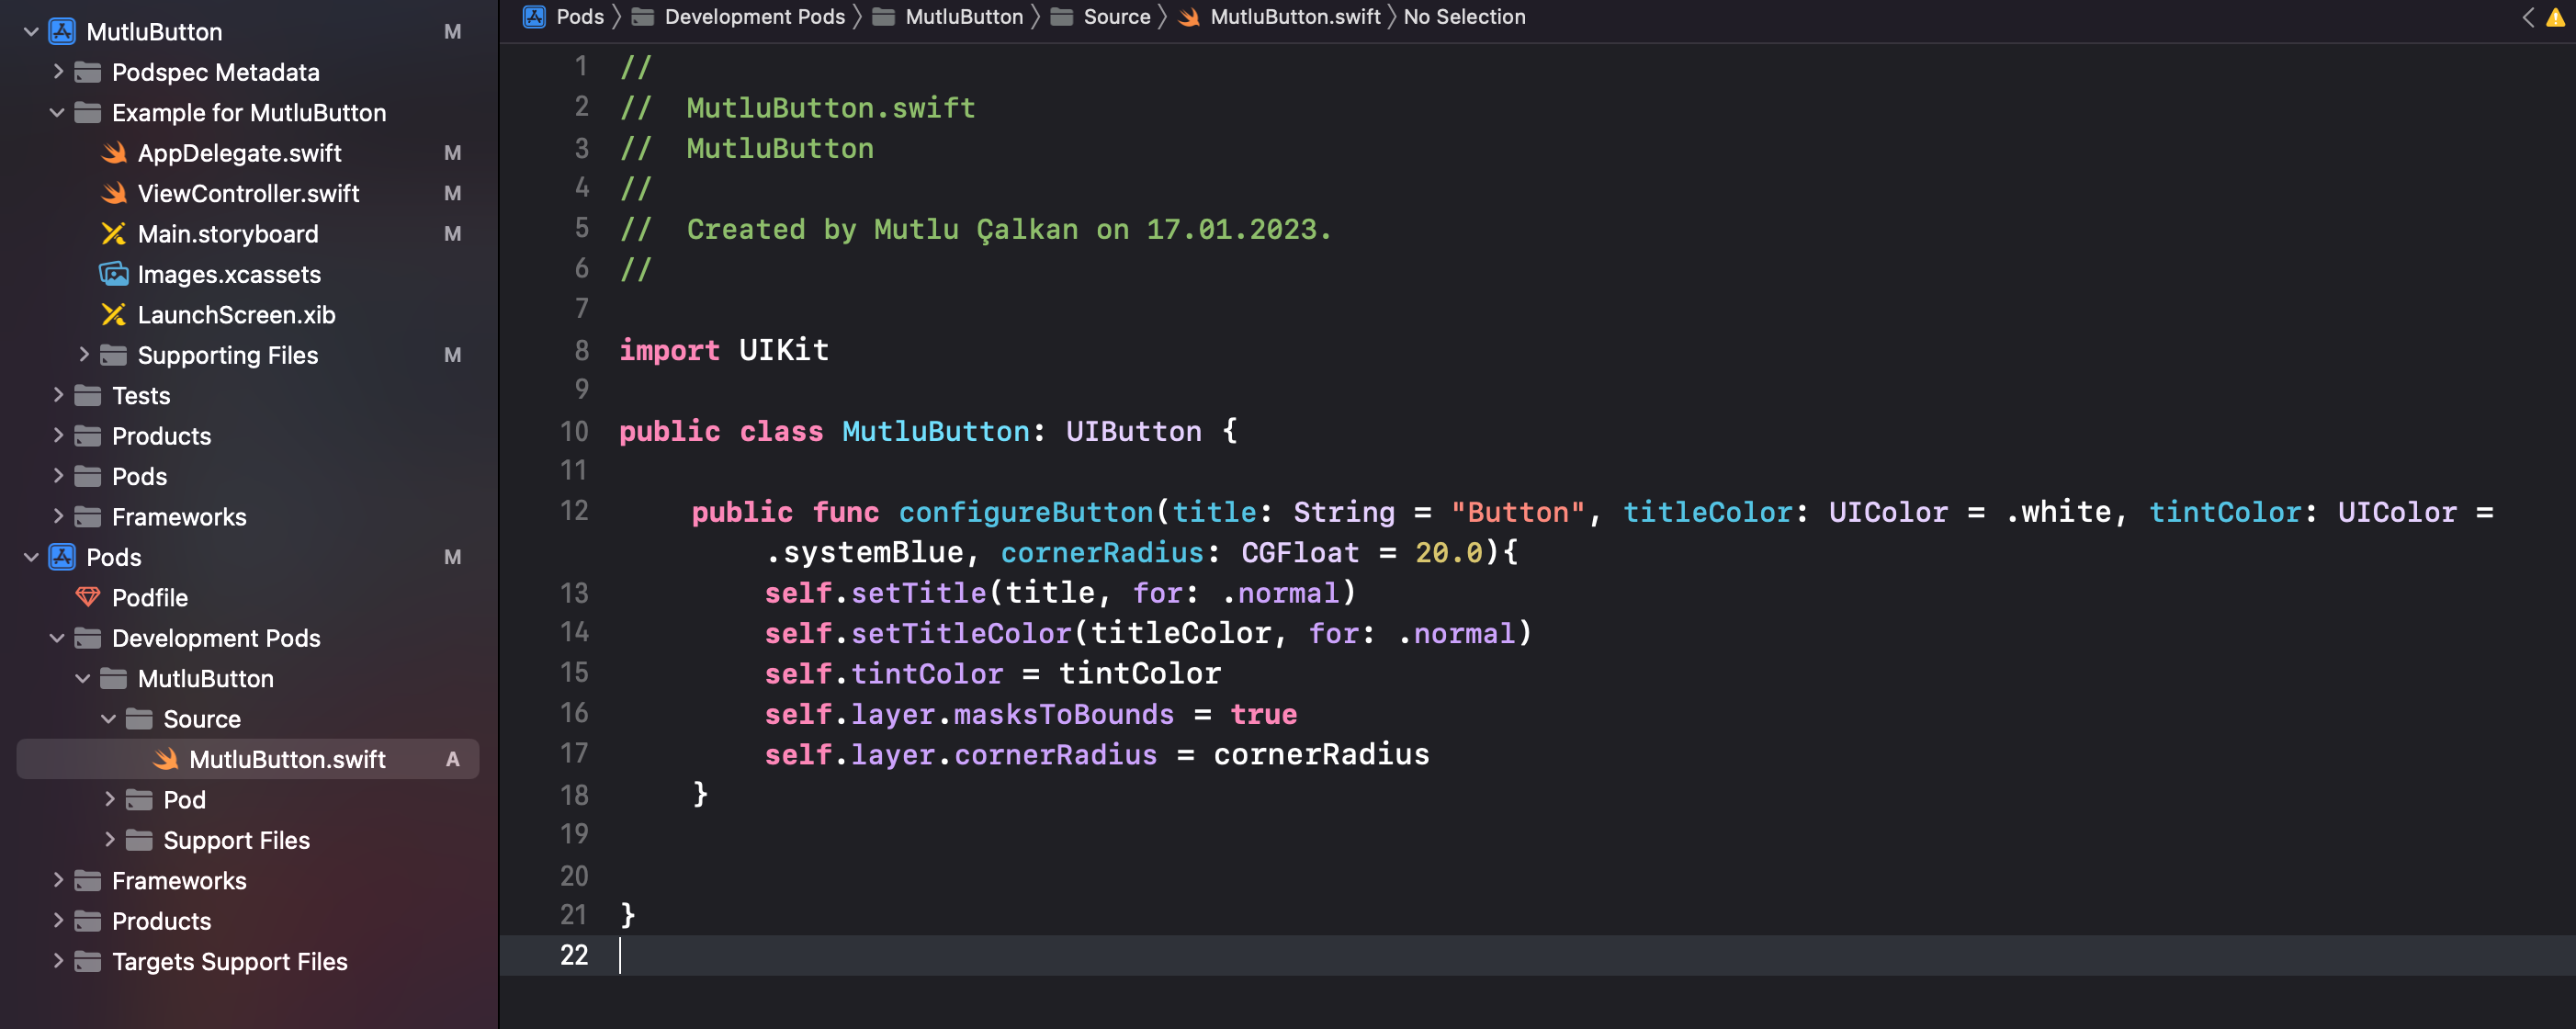 MutluButton M
Podspec Metadata
Example for MutluButton
AppDelegate.swift M
ViewController.swift M
Main.storyboard M
Images.xcassets
LaunchScreen.xib
Supporting Files M
Tests
Products
Pods
Frameworks
Pods M
Podfile
Development Pods
MutluButton
Source
MutluButton.swift A
Pod
Support Files
Frameworks
Products
Targets Support Files
Pods 〉 Development Pods 〉 MutluButton 〉 Source 〉 MutluButton.swift 〉 No Selection
1 //
2 //  MutluButton.swift
3 //  MutluButton
4 //
5 //  Created by Mutlu Çalkan on 17.01.2023.
6 //
7
8 import UIKit
9
10 public class MutluButton: UIButton {
11
12     public func configureButton(title: String = "Button", titleColor: UIColor = .white, tintColor: UIColor =
.systemBlue, cornerRadius: CGFloat = 20.0){
13         self.setTitle(title, for: .normal)
14         self.setTitleColor(titleColor, for: .normal)
15         self.tintColor = tintColor
16         self.layer.masksToBounds = true
17         self.layer.cornerRadius = cornerRadius
18     }
19
20
21 }
22